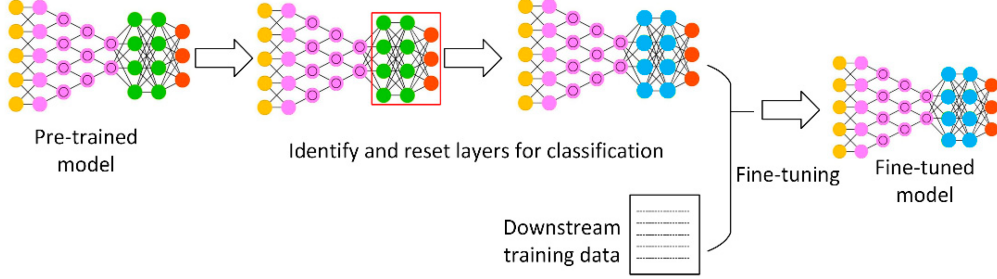 Pre-trained
model
Identify and reset layers for classification
Downstream
training data
Fine-tuning
Fine-tuned
model